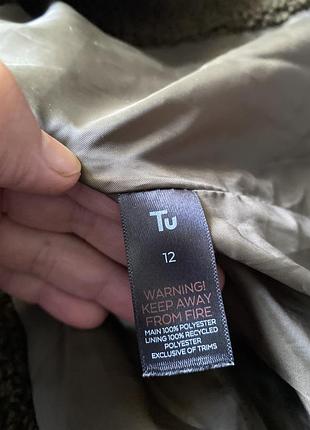 Tu
12
WARNING!
KEEP AWAY
FROM FIRE
MAIN 100% POLYESTER
LINING 100% RECYCLED
POLYESTER
EXCLUSIVE OF TRIMS